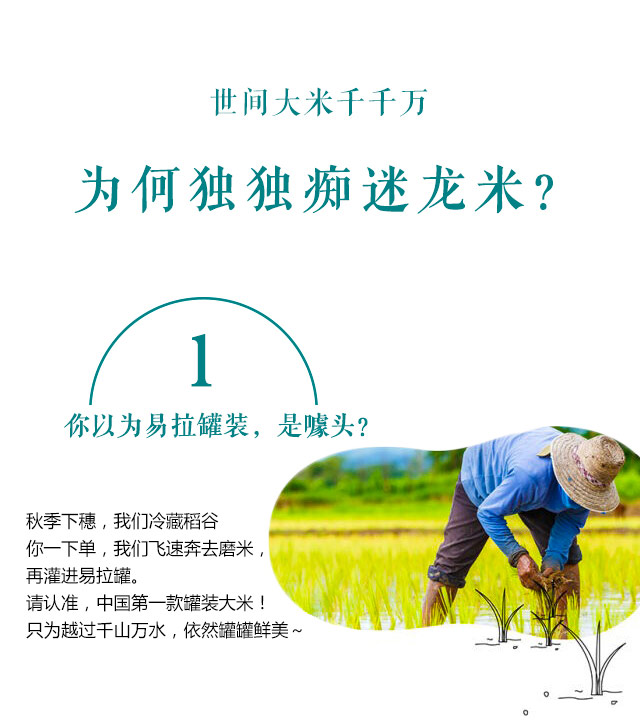 世间大米千千万
为何独独痴迷龙米?
1
你以为易拉罐装，是噱头?
秋季下穗，我们冷藏稻谷
你一下单，我们飞速奔去磨米，
再灌进易拉罐。
请认准，中国第一款罐装大米！
只为越过千山万水，依然罐罐鲜美～